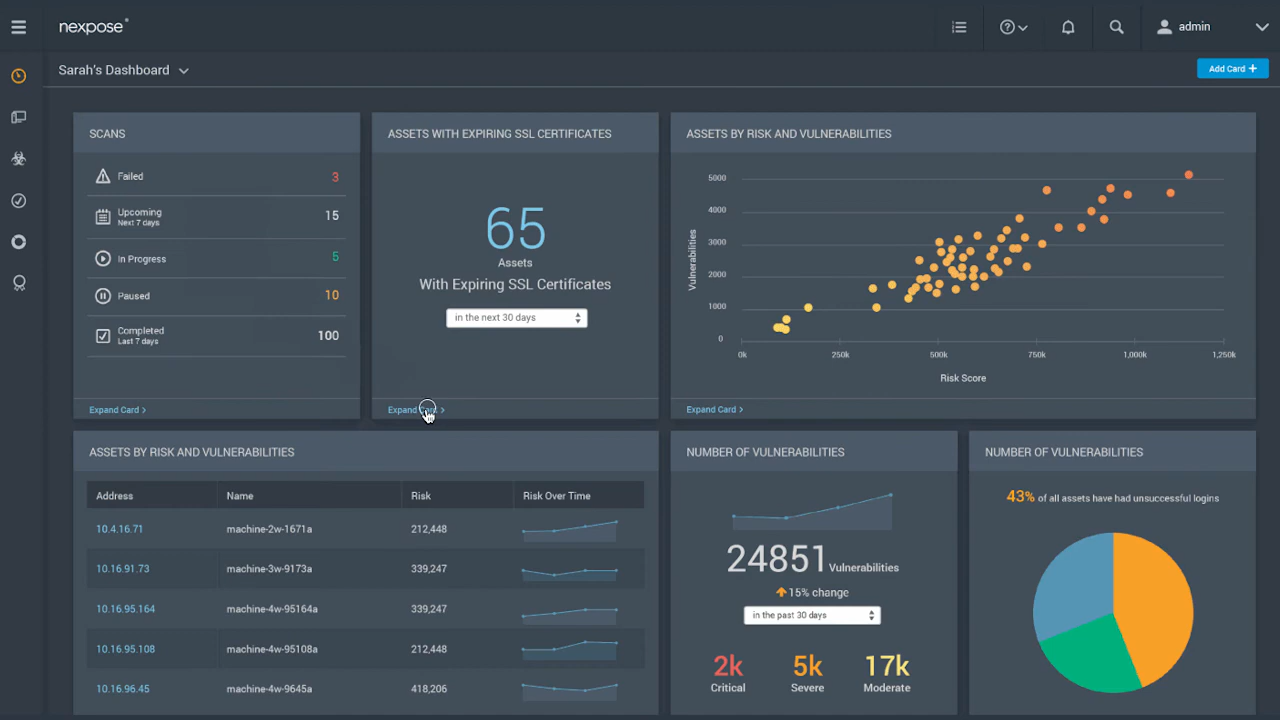 nexpose
admin
Sarah's Dashboard
Add Card +
SCANS
Failed 3
Upcoming 15
Next 7 days
In Progress 5
Paused 10
Completed 100
Last 7 days
Expand Card >
ASSETS WITH EXPIRING SSL CERTIFICATES
65
Assets
With Expiring SSL Certificates
in the next 30 days
Expand Card >
ASSETS BY RISK AND VULNERABILITIES
Vulnerabilities
5000
4000
3000
2000
1000
0
0k 250k 500k 750k 1,000k 1,250k
Risk Score
Expand Card >
ASSETS BY RISK AND VULNERABILITIES
Address Name Risk Risk Over Time
10.4.16.71 machine-2w-1671a 212,448
10.16.91.73 machine-3w-9173a 339,247
10.16.95.164 machine-4w-95164a 339,247
10.16.95.108 machine-4w-95108a 212,448
10.16.96.45 machine-4w-9645a 418,206
NUMBER OF VULNERABILITIES
24851 Vulnerabilities
15% change
in the past 30 days
2k 5k 17k
Critical Severe Moderate
NUMBER OF VULNERABILITIES
43% of all assets have had unsuccessful logins